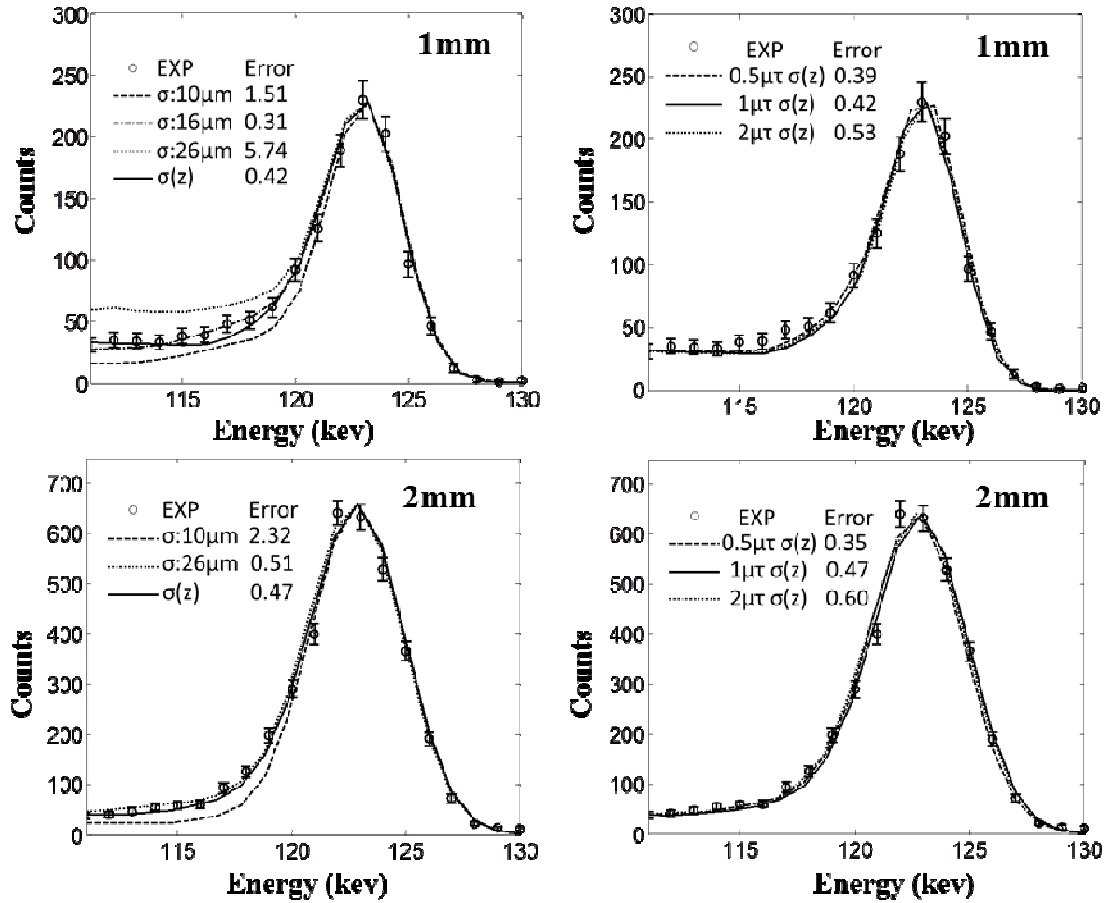 1mm
EXP Error
σ:10μm 1.51
σ:16μm 0.31
σ:26μm 5.74
σ(z) 0.42
300
250
200
150
100
50
0
115 120 125 130
Counts
Energy (kev)
1mm
EXP Error
0.5μτ σ(z) 0.39
1μτ σ(z) 0.42
2μτ σ(z) 0.53
300
250
200
150
100
50
0
115 120 125 130
Counts
Energy (kev)
2mm
EXP Error
σ:10μm 2.32
σ:26μm 0.51
σ(z) 0.47
700
600
500
400
300
200
100
0
115 120 125 130
Counts
Energy (kev)
2mm
EXP Error
0.5μτ σ(z) 0.35
1μτ σ(z) 0.47
2μτ σ(z) 0.60
700
600
500
400
300
200
100
0
115 120 125 130
Counts
Energy (kev)